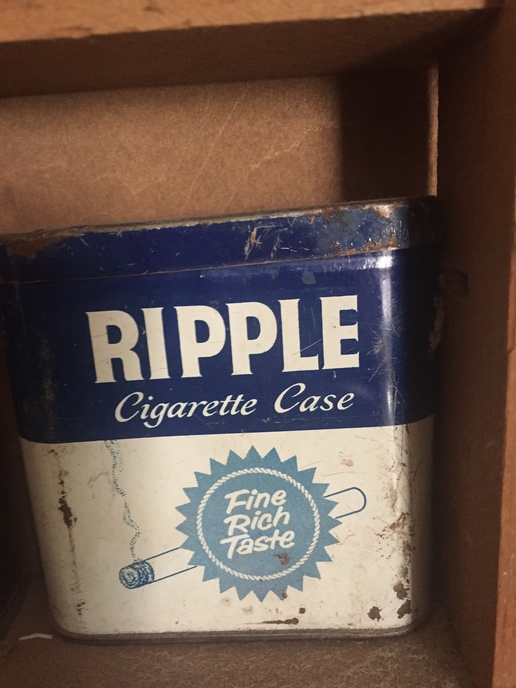 RIPPLE
Cigarette Case
Fine
Rich
Taste